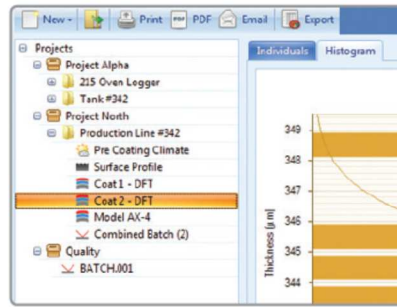 New - Print PDF Email Export
Individuals Histogram
Projects
Project Alpha
215 Oven Logger
Tank #342
Project North
Production Line #342
Pre Coating Climate
Surface Profile
Coat 1 - DFT
Coat 2 - DFT
Model AX-4
Combined Batch (2)
Quality
BATCH.001
349
348
347
346
345
344
Thickness (µm)